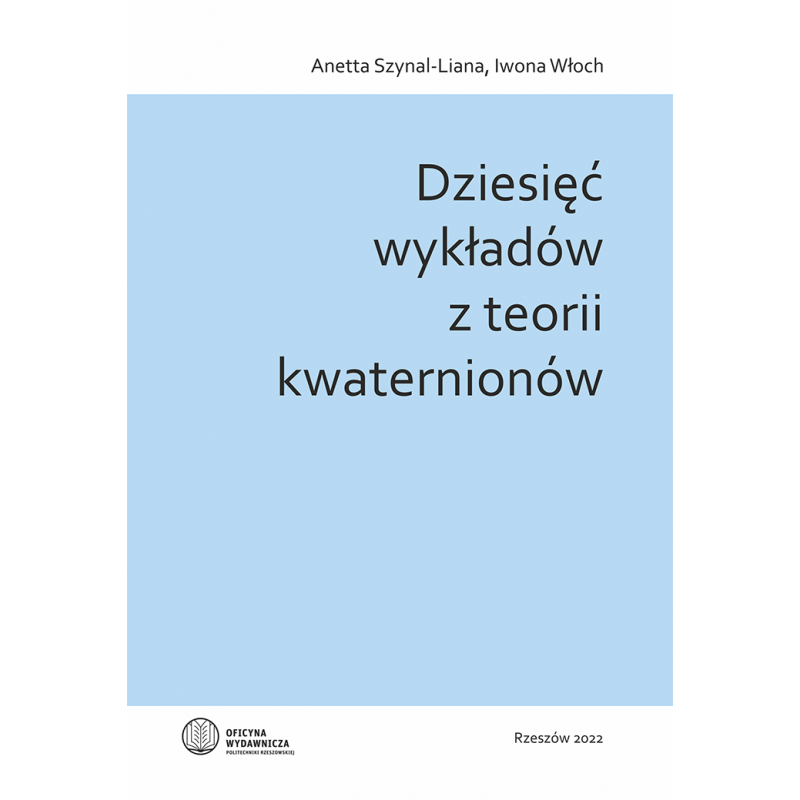 Anetta Szynal-Liana, Iwona Włoch
Dziesięć
wykładów
z teorii
kwaternionów
OFICYNA
WYDAWNICZA
POLITECHNIKI RZESZOWSKIEJ
Rzeszów 2022